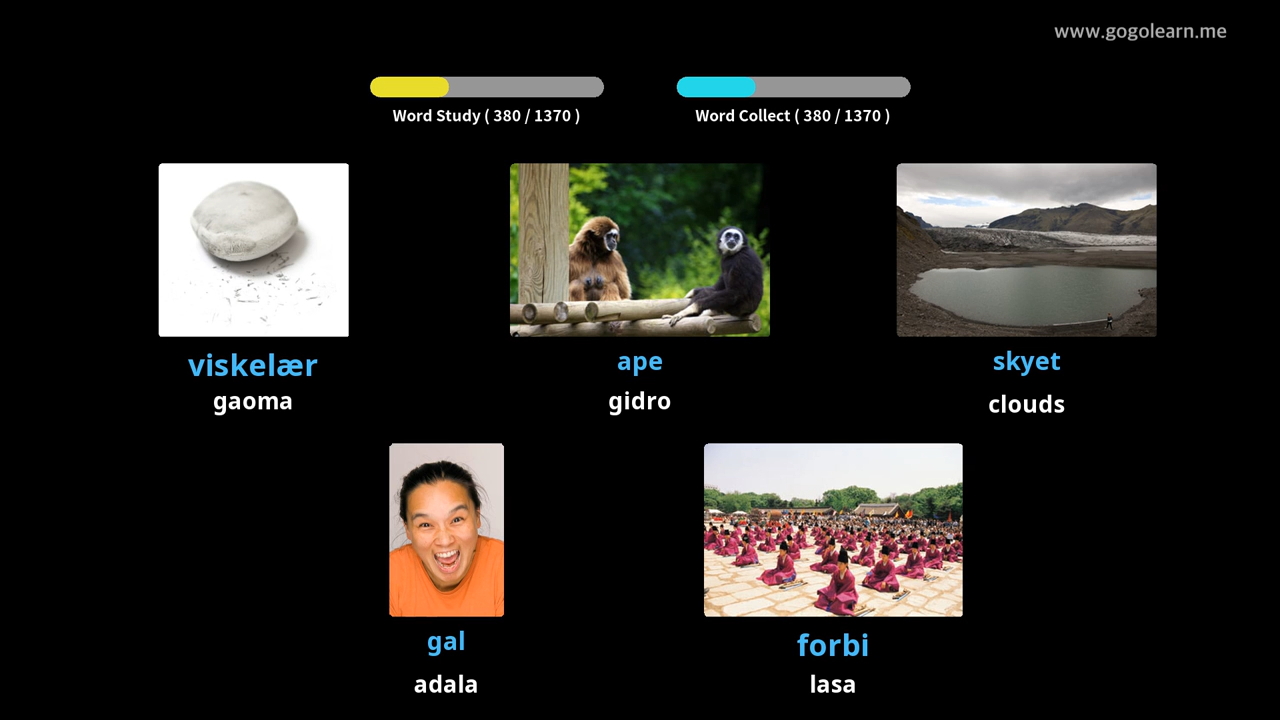 www.gogolearn.me
Word Study ( 380 / 1370 )
Word Collect ( 380 / 1370 )
viskelær
gaoma
ape
gidro
skyet
clouds
gal
adala
forbi
lasa